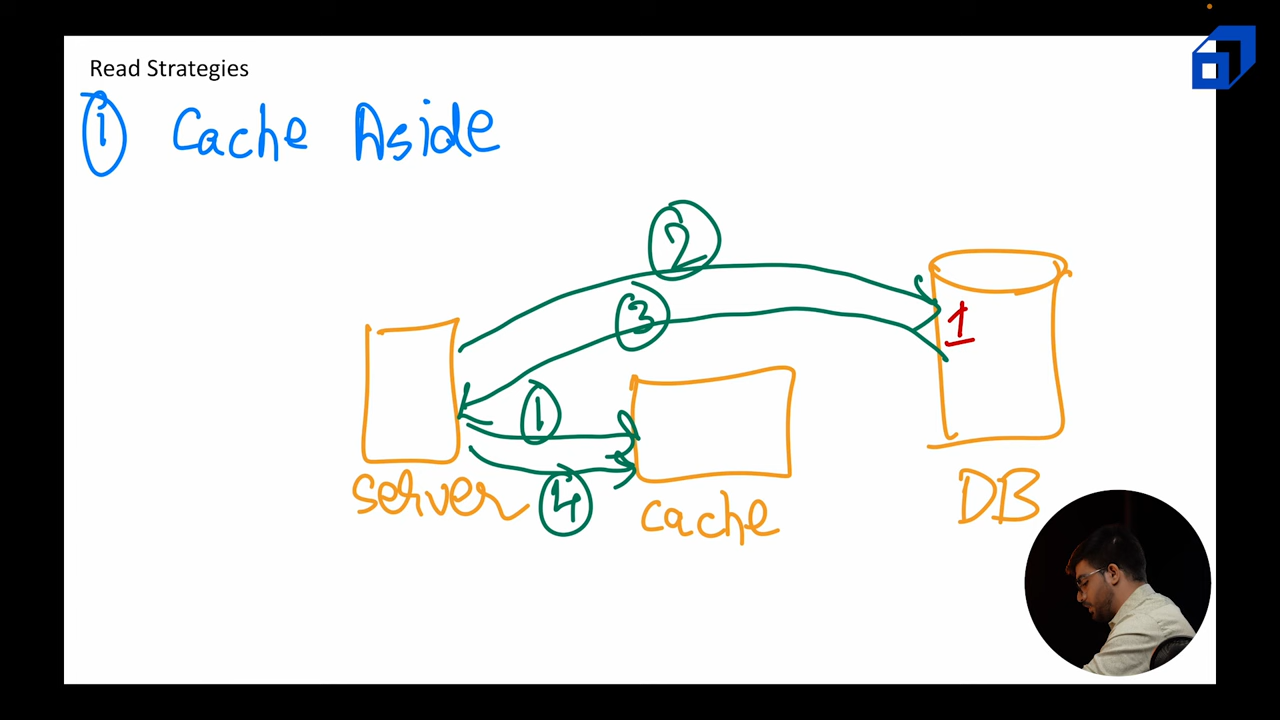 Read Strategies
① Cache Aside
2
3
1
1
4
server
cache
DB